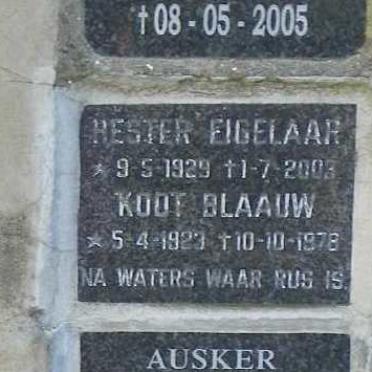 †08-05-2005
HESTER EIGELAAR
* 9-5-1929 †1-7-2003
KOOT BLAAUW
* 5-4-1923 †10-10-1978
NA WATERS WAAR RUS IS
AUSKER